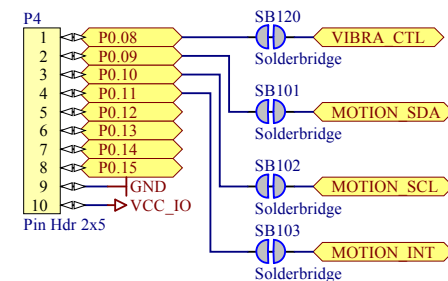 P4
SB120
1 P0.08 VIBRA_CTL
2 P0.09 Solderbridge
3 P0.10
4 P0.11 SB101
5 P0.12 MOTION_SDA
6 P0.13 Solderbridge
7 P0.14
8 P0.15 SB102
9 GND MOTION_SCL
10 VCC_IO Solderbridge
Pin Hdr 2x5
SB103
MOTION_INT
Solderbridge